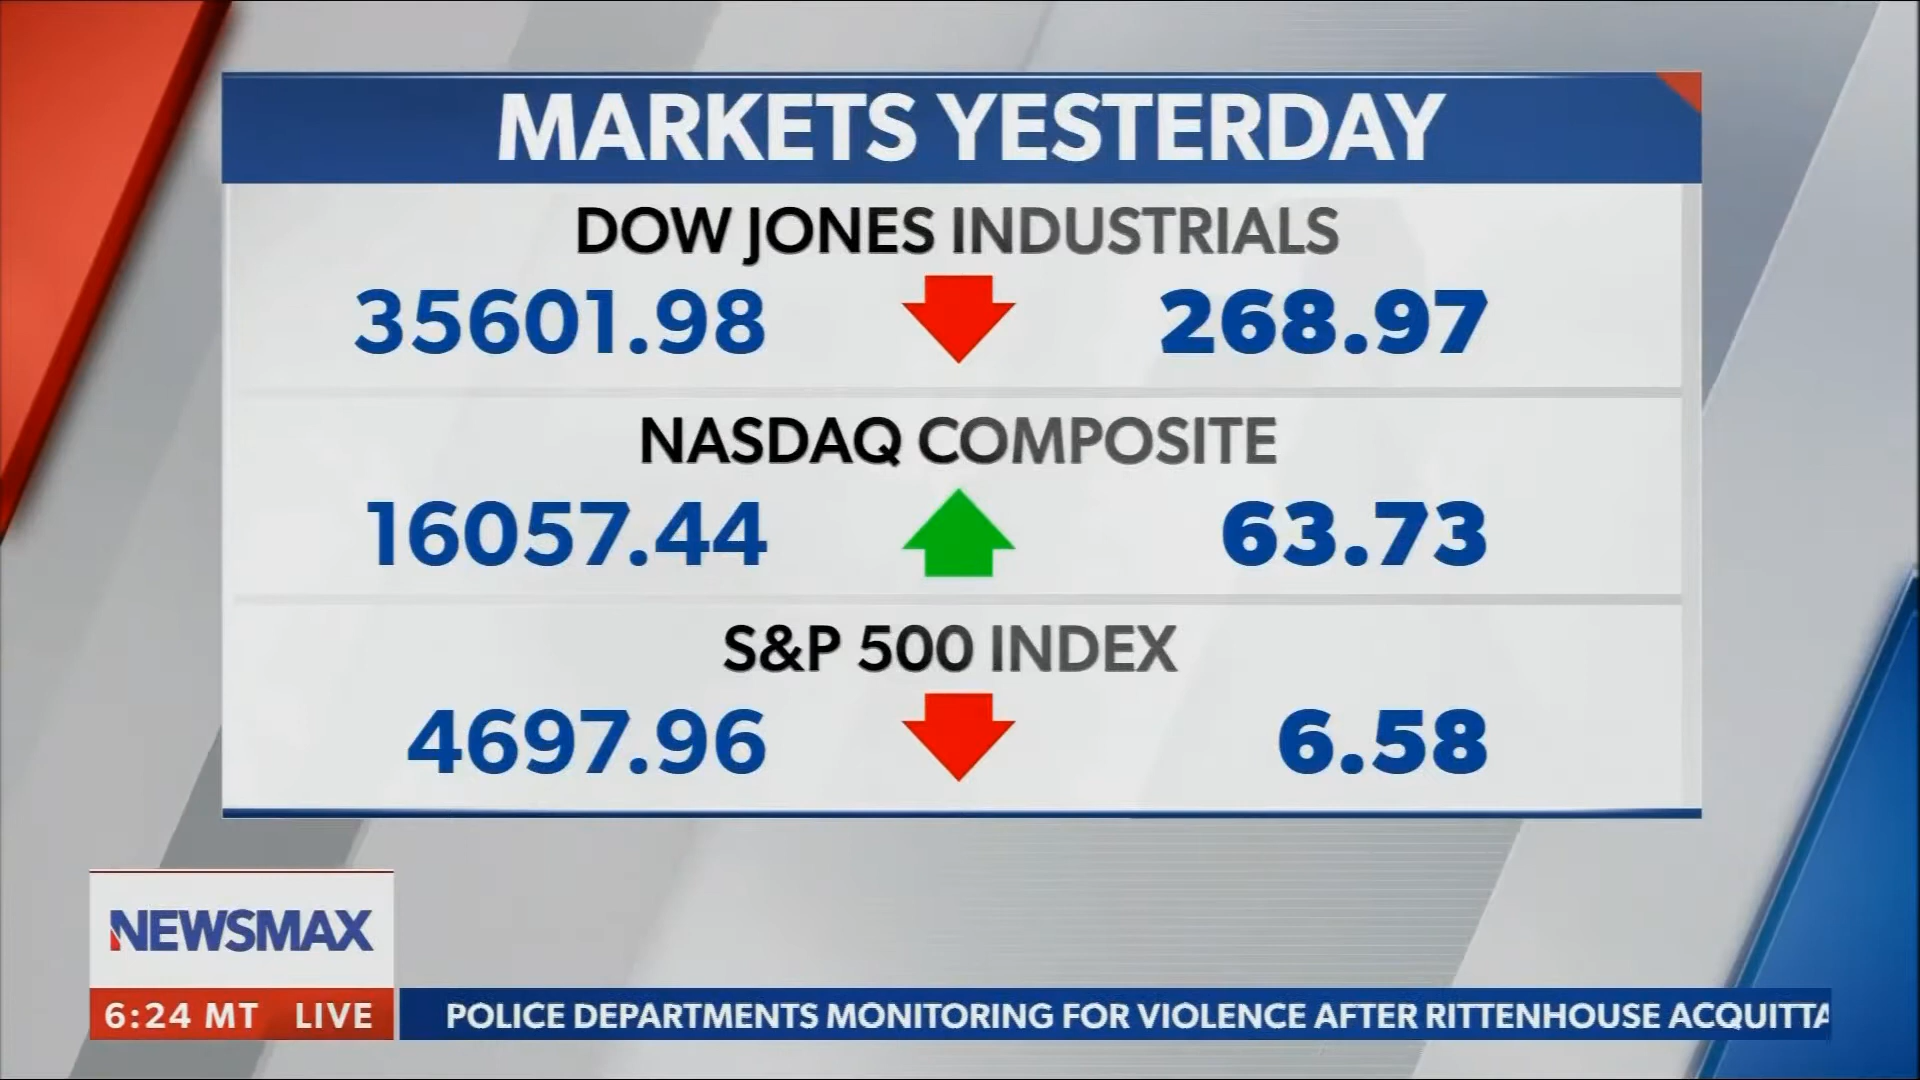 MARKETS YESTERDAY
DOW JONES INDUSTRIALS
35601.98 268.97
NASDAQ COMPOSITE
16057.44 63.73
S&P 500 INDEX
4697.96 6.58
NEWSMAX
6:24 MT LIVE
POLICE DEPARTMENTS MONITORING FOR VIOLENCE AFTER RITTENHOUSE ACQUITTA